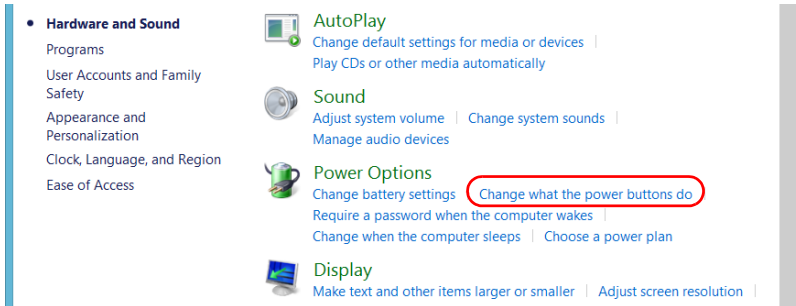 Hardware and Sound
Programs
User Accounts and Family
Safety
Appearance and
Personalization
Clock, Language, and Region
Ease of Access
AutoPlay
Change default settings for media or devices
Play CDs or other media automatically
Sound
Adjust system volume Change system sounds
Manage audio devices
Power Options
Change battery settings Change what the power buttons do
Require a password when the computer wakes
Change when the computer sleeps Choose a power plan
Display
Make text and other items larger or smaller Adjust screen resolution